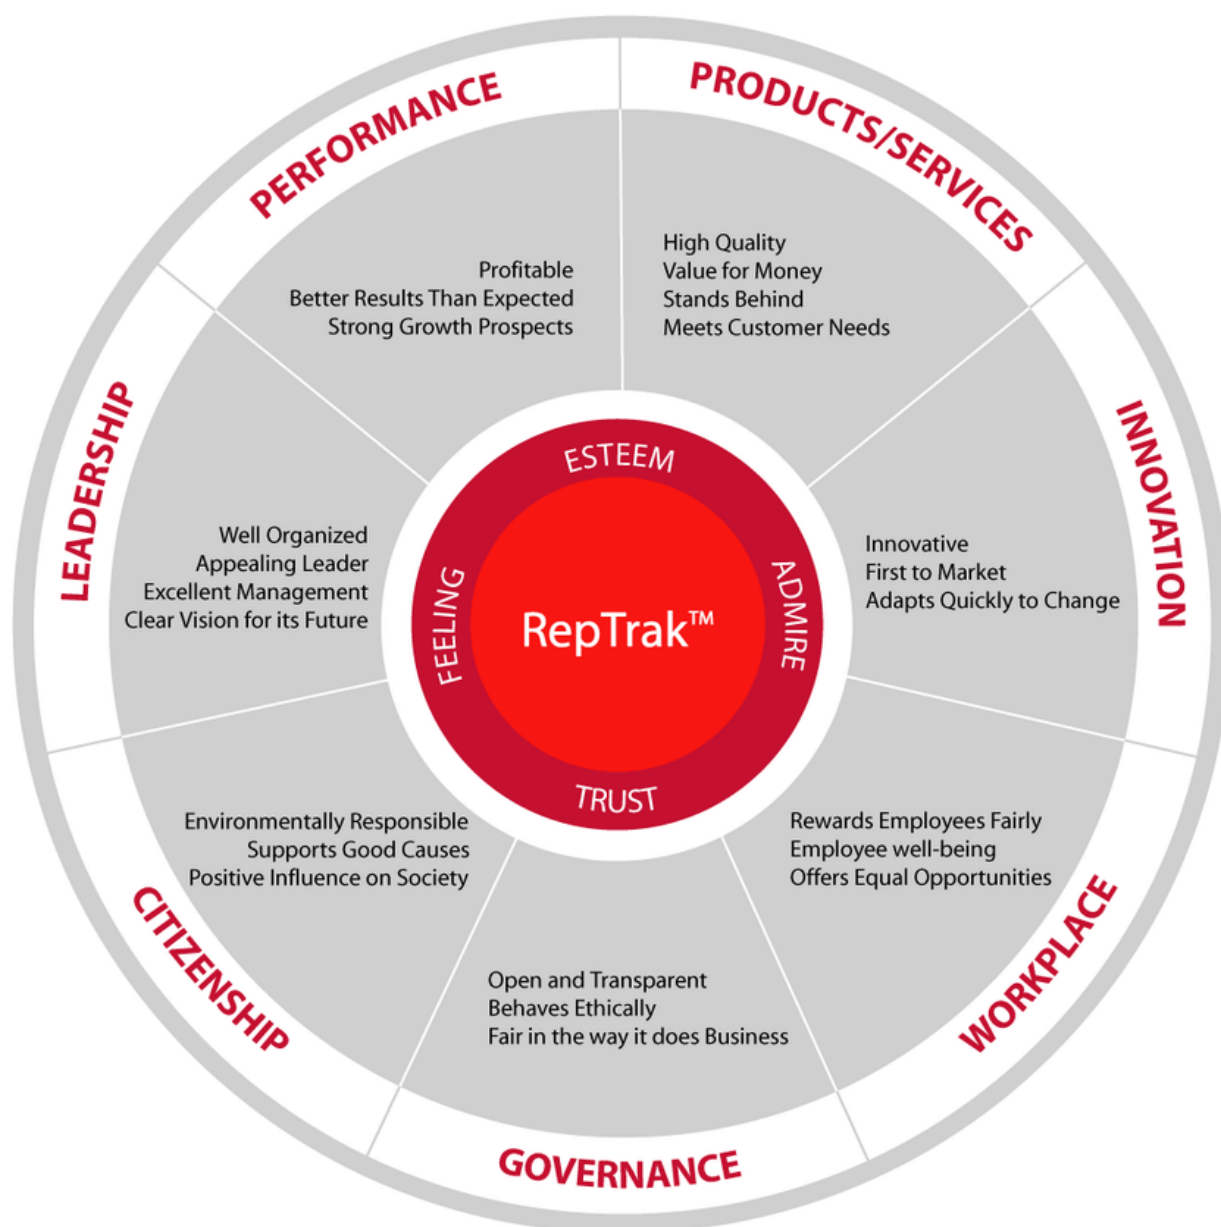 PERFORMANCE
Profitable
Better Results Than Expected
Strong Growth Prospects
PRODUCTS/SERVICES
High Quality
Value for Money
Stands Behind
Meets Customer Needs
INNOVATION
Innovative
First to Market
Adapts Quickly to Change
WORKPLACE
Rewards Employees Fairly
Employee well-being
Offers Equal Opportunities
GOVERNANCE
Open and Transparent
Behaves Ethically
Fair in the way it does Business
CITIZENSHIP
Environmentally Responsible
Supports Good Causes
Positive Influence on Society
LEADERSHIP
Well Organized
Appealing Leader
Excellent Management
Clear Vision for its Future
ESTEEM
ADMIRE
TRUST
FEELING
RepTrak™